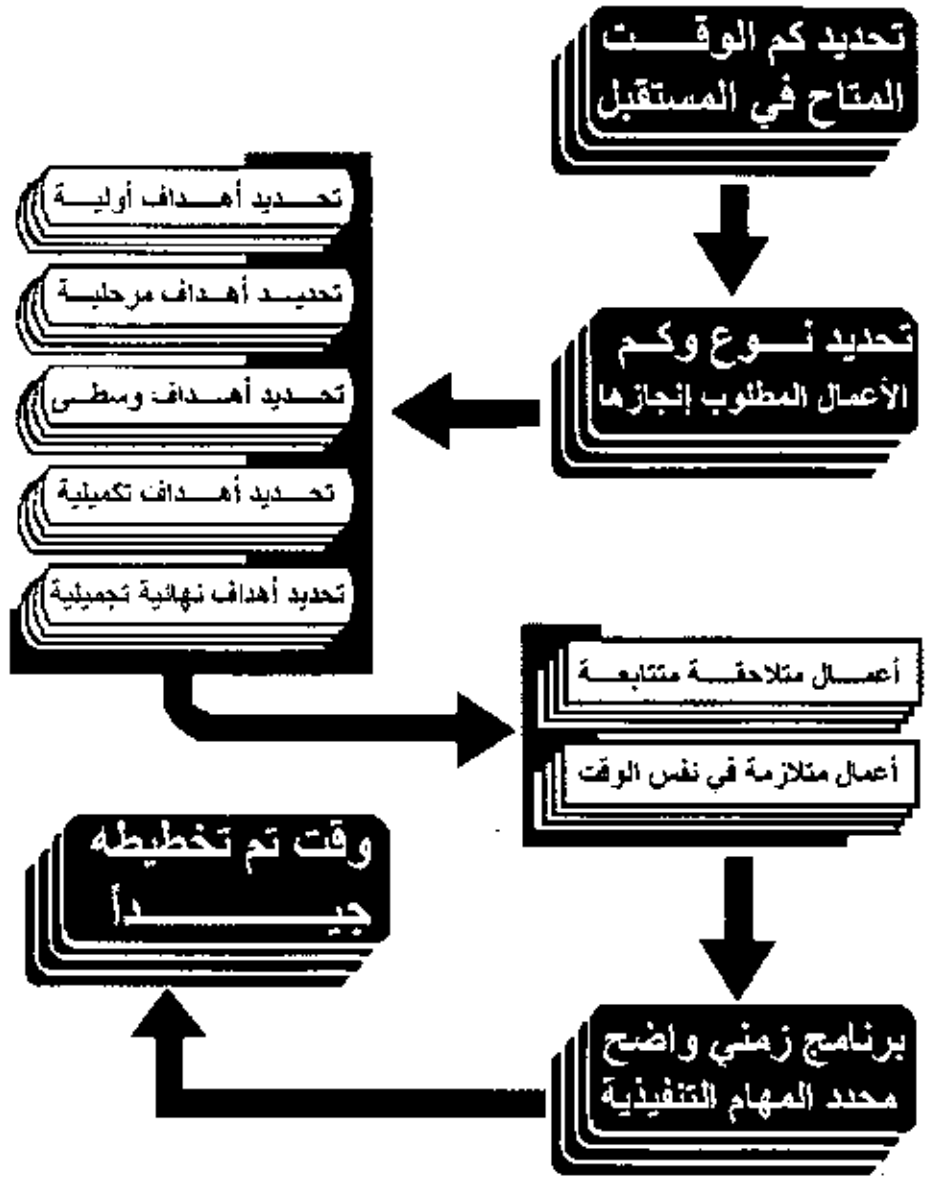 تحديد كم الوقت
المتاح في المستقبل
تحديد نوع وكم
الأعمال المطلوب إنجازها
تحديد أهداف أولية
تحديد أهداف مرحلية
تحديد أهداف وسطى
تحديد أهداف تكميلية
تحديد أهداف نهائية تجميلية
أعمال متلاحقة متتابعة
أعمال متلازمة في نفس الوقت
برنامج زمني واضح
محدد المهام التنفيذية
وقت تم تخطيطه
جيدأ